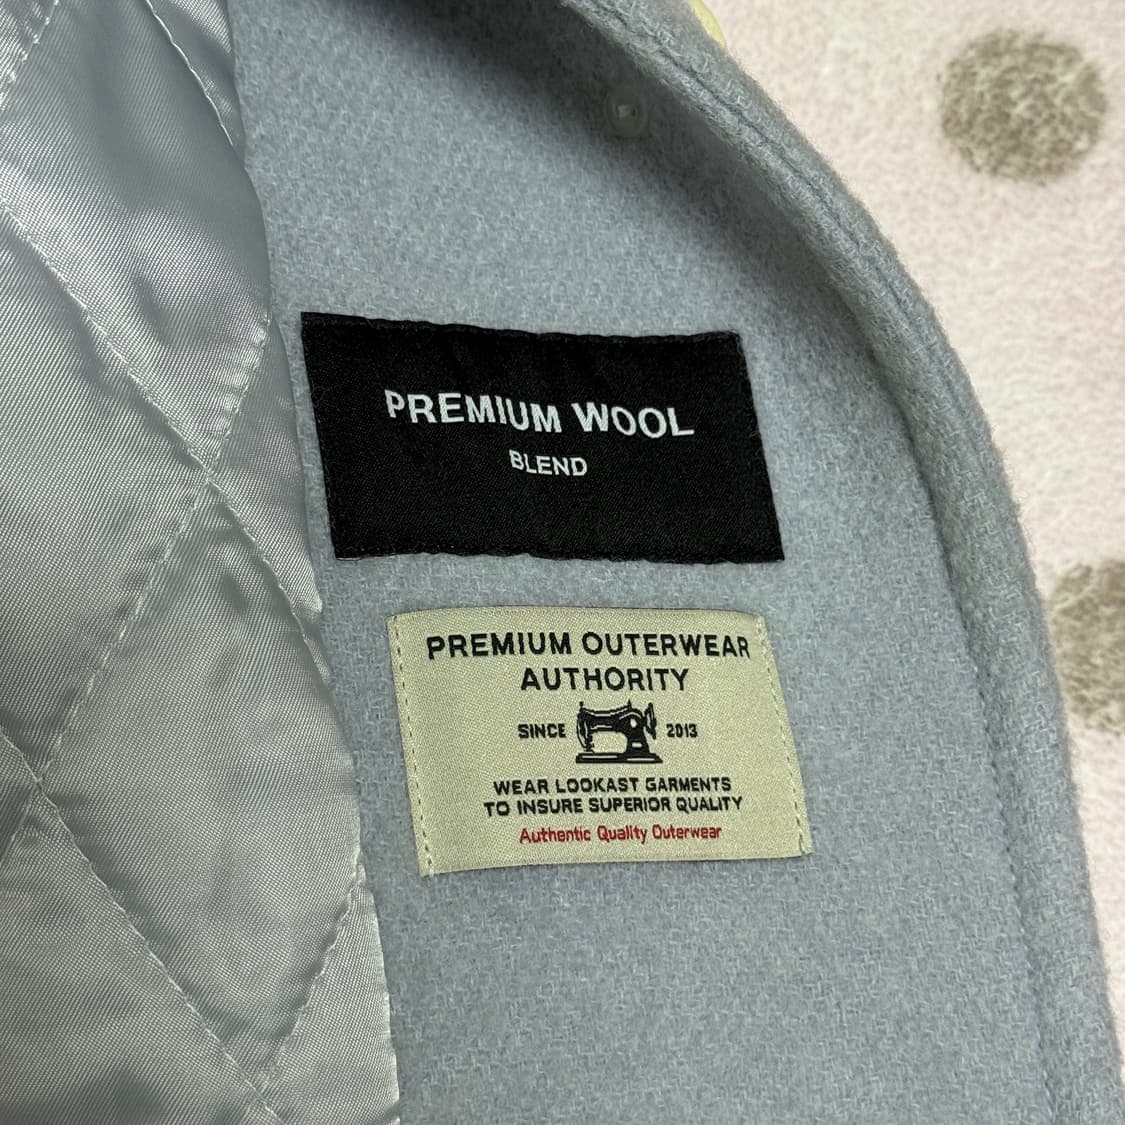 PREMIUM WOOL
BLEND
PREMIUM OUTERWEAR
AUTHORITY
SINCE 2013
WEAR LOOKAST GARMENTS
TO INSURE SUPERIOR QUALITY
Authentic Quality Outerwear